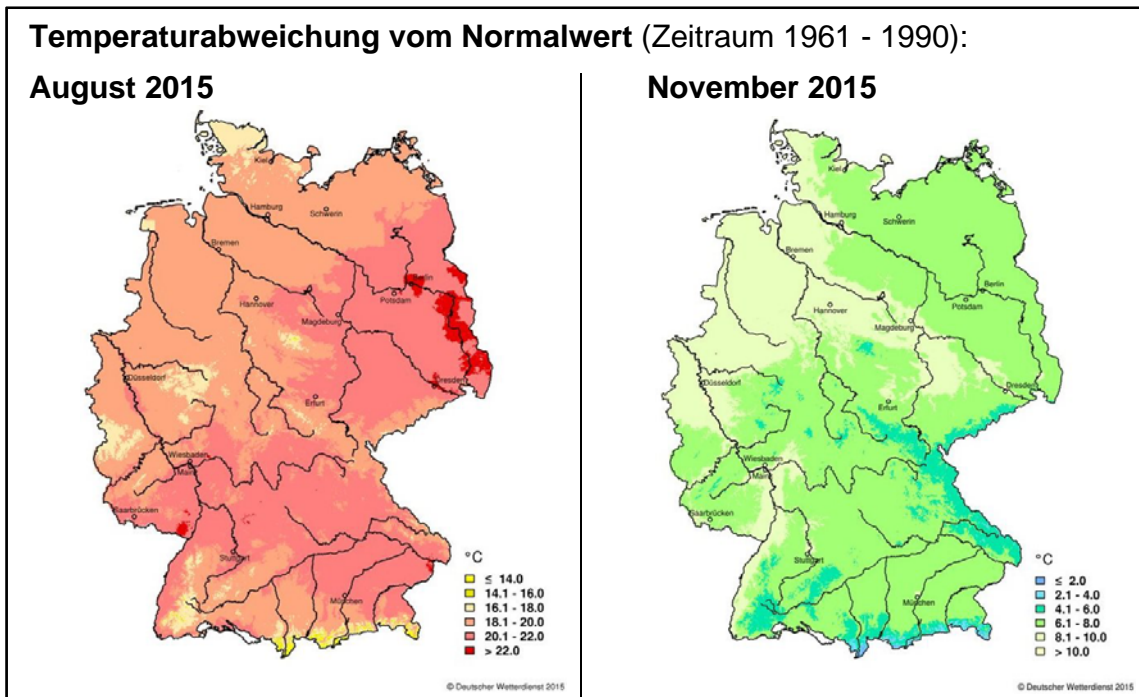 Temperaturabweichung vom Normalwert (Zeitraum 1961 - 1990):
August 2015
Kiel
Hamburg
Schwerin
Bremen
Berlin
Hannover
Potsdam
Magdeburg
Düsseldorf
Dresden
Erfurt
Wiesbaden
Main
Saarbrücken
Stuttgart
München
°C
≤ 14.0
14.1 - 16.0
16.1 - 18.0
18.1 - 20.0
20.1 - 22.0
> 22.0
© Deutscher Wetterdienst 2015
November 2015
Kiel
Hamburg
Schwerin
Bremen
Berlin
Hannover
Potsdam
Magdeburg
Düsseldorf
Dresden
Erfurt
Wiesbaden
Main
Saarbrücken
Stuttgart
München
°C
≤ 2.0
2.1 - 4.0
4.1 - 6.0
6.1 - 8.0
8.1 - 10.0
> 10.0
© Deutscher Wetterdienst 2015